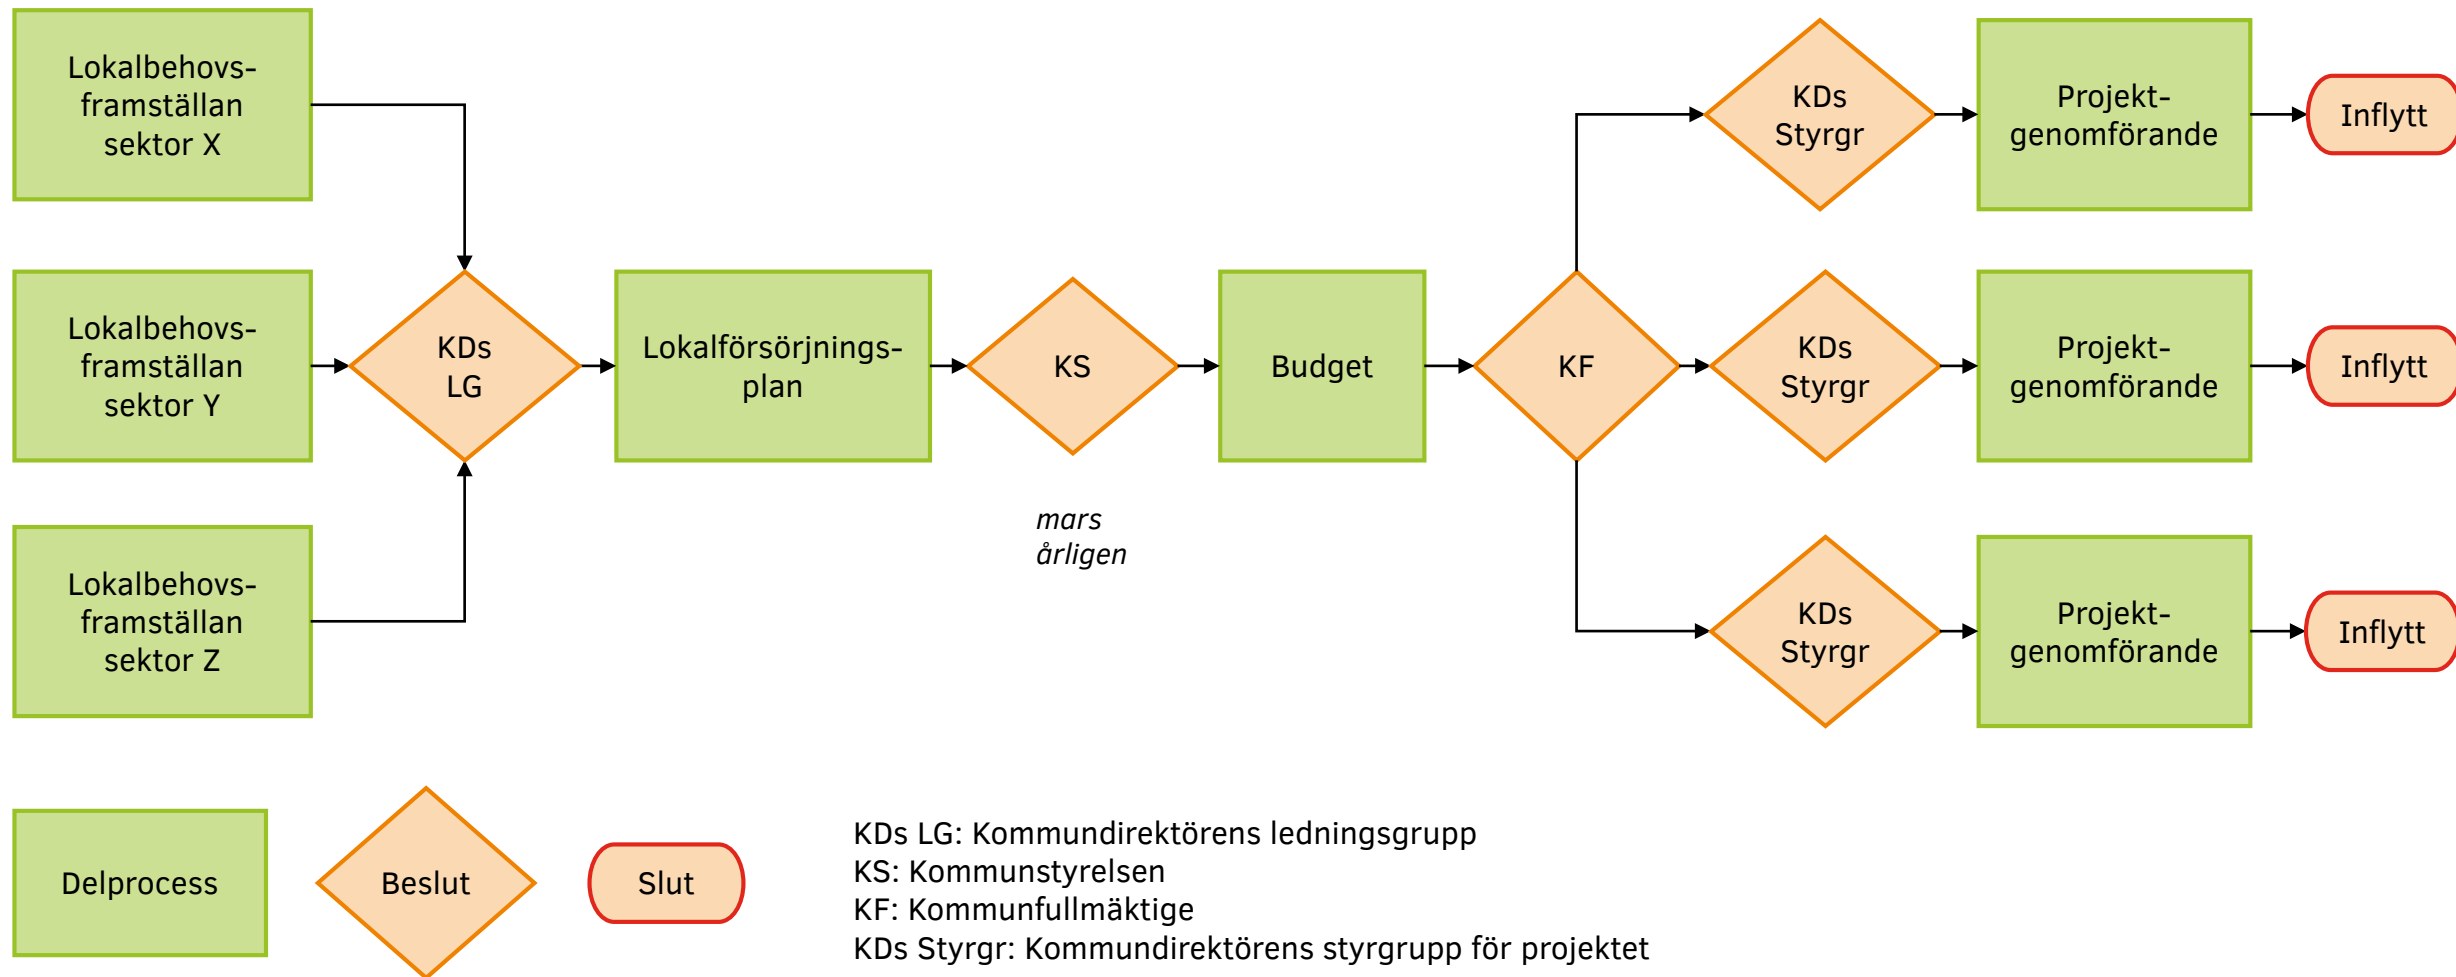 Lokalbehovs-
framställan
sektor X
KDs
Styrgr
Projekt-
genomförande
Inflytt
Lokalbehovs-
framställan
sektor Y
KDs
LG
Lokalförsörjnings-
plan
KS
Budget
KF
KDs
Styrgr
Projekt-
genomförande
Inflytt
mars
årligen
Lokalbehovs-
framställan
sektor Z
KDs
Styrgr
Projekt-
genomförande
Inflytt
Delprocess
Beslut
Slut
KDs LG: Kommundirektörens ledningsgrupp
KS: Kommunstyrelsen
KF: Kommunfullmäktige
KDs Styrgr: Kommundirektörens styrgrupp för projektet